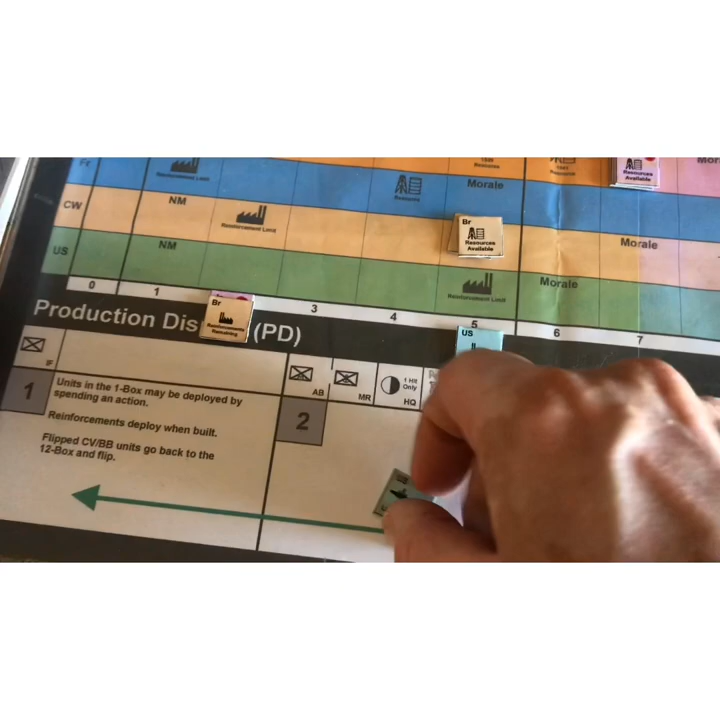 Fr
Reinforcement Limit
Resources
Morale
Resources
Available
Mor
CW
NM
Reinforcement Limit
Br
Resources
Available
Morale
US
NM
Reinforcement Limit
Morale
0 1 3 4 5 6 7
Br
Reinforcements
Remaining
US
Production Dis (PD)
IF
AB
MR
1 Hit
Only
HQ
1
Units in the 1-Box may be deployed by
spending an action.
Reinforcements deploy when built.
Flipped CV/BB units go back to the
12-Box and flip.
2